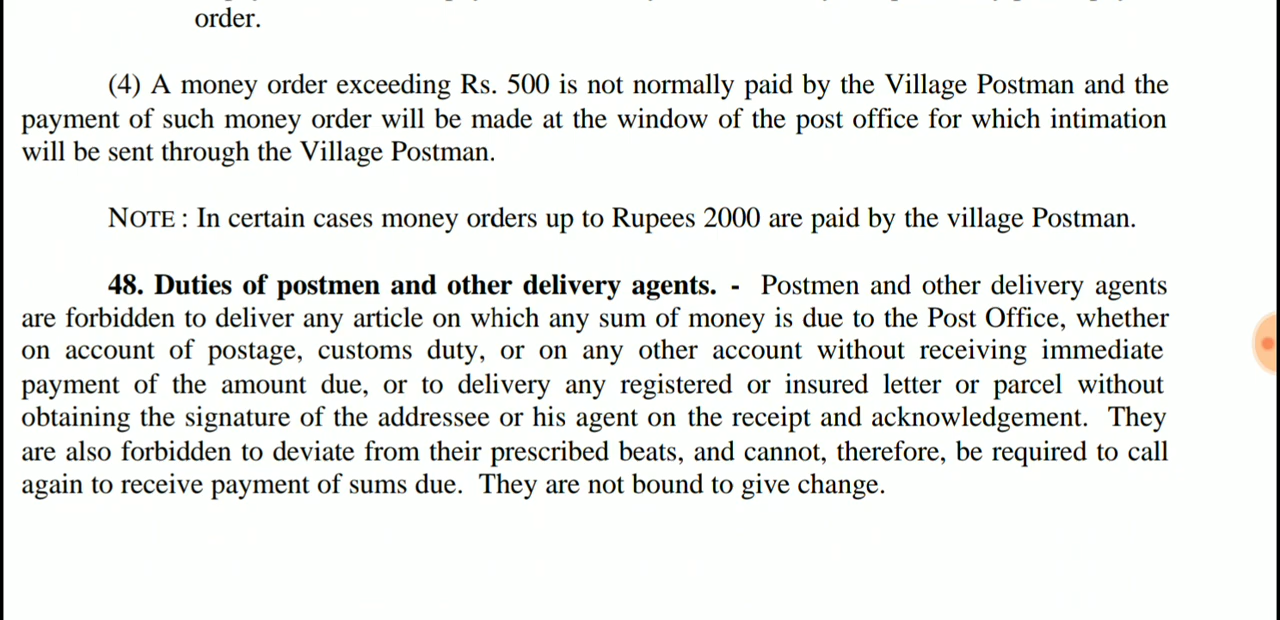 order.
(4) A money order exceeding Rs. 500 is not normally paid by the Village Postman and the
payment of such money order will be made at the window of the post office for which intimation
will be sent through the Village Postman.
NOTE : In certain cases money orders up to Rupees 2000 are paid by the village Postman.
48. Duties of postmen and other delivery agents. - Postmen and other delivery agents
are forbidden to deliver any article on which any sum of money is due to the Post Office, whether
on account of postage, customs duty, or on any other account without receiving immediate
payment of the amount due, or to delivery any registered or insured letter or parcel without
obtaining the signature of the addressee or his agent on the receipt and acknowledgement. They
are also forbidden to deviate from their prescribed beats, and cannot, therefore, be required to call
again to receive payment of sums due. They are not bound to give change.